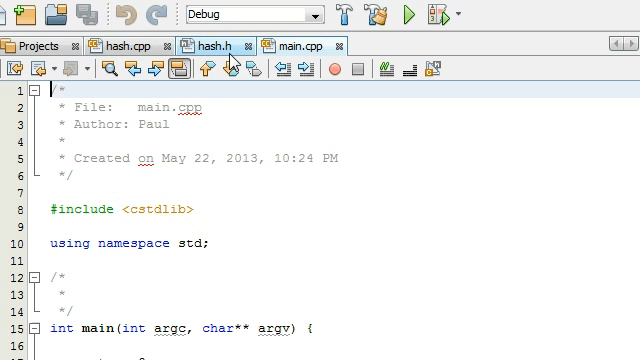 Debug
Projects hash.cpp hash.h main.cpp
1 /*
2 * File: main.cpp
3 * Author: Paul
4 *
5 * Created on May 22, 2013, 10:24 PM
6 */
7
8 #include <cstdlib>
9
10 using namespace std;
11
12 /*
13 *
14 */
15 int main(int argc, char** argv) {
16